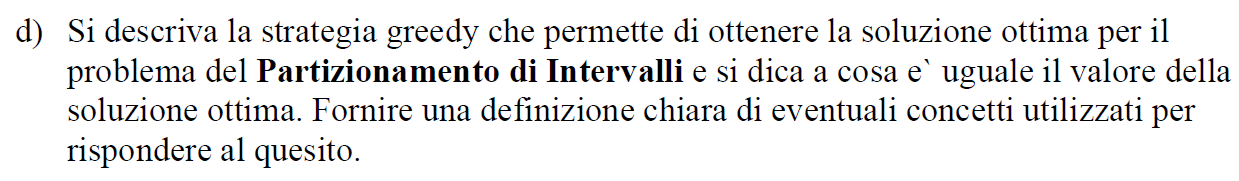 d) Si descriva la strategia greedy che permette di ottenere la soluzione ottima per il
problema del Partizionamento di Intervalli e si dica a cosa e` uguale il valore della
soluzione ottima. Fornire una definizione chiara di eventuali concetti utilizzati per
rispondere al quesito.